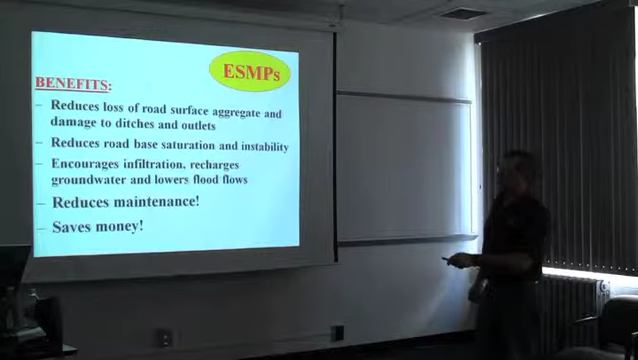 ESMPs
BENEFITS:
– Reduces loss of road surface aggregate and
damage to ditches and outlets
– Reduces road base saturation and instability
– Encourages infiltration, recharges
groundwater and lowers flood flows
– Reduces maintenance!
– Saves money!